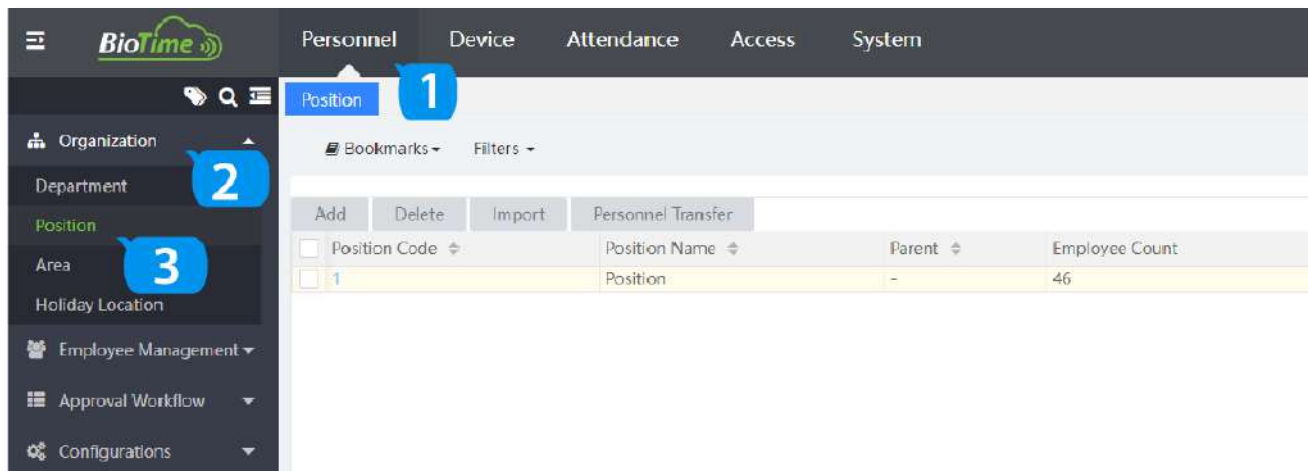 BioTime
Personnel Device Attendance Access System
1
Position
Organization
Bookmarks Filters
2
Department
Position
Add Delete Import Personnel Transfer
Position Code Position Name Parent Employee Count
3
Area
1 Position - 46
Holiday Location
Employee Management
Approval Workflow
Configurations